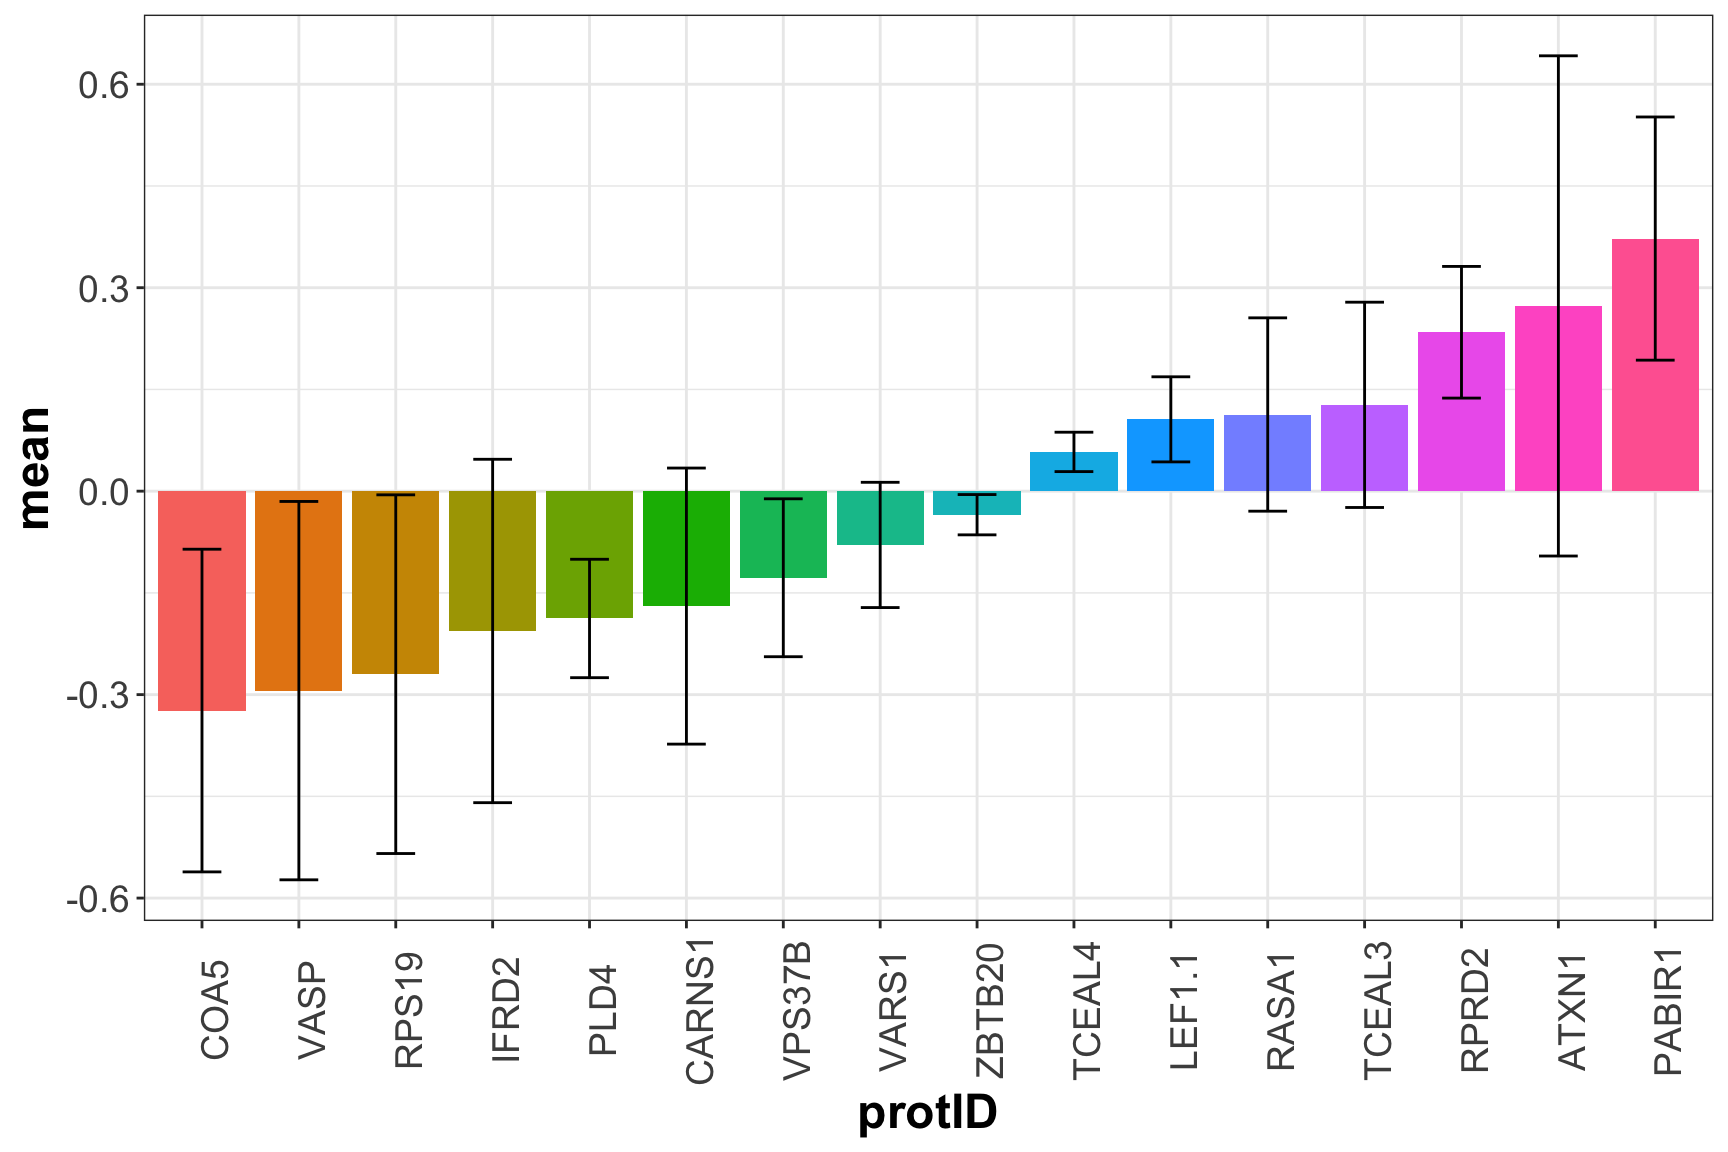 mean
0.6
0.3
0.0
-0.3
-0.6
COA5
VASP
RPS19
IFRD2
PLD4
CARNS1
VPS37B
VARS1
ZBTB20
TCEAL4
LEF1.1
RASA1
TCEAL3
RPRD2
ATXN1
PABIR1
protID